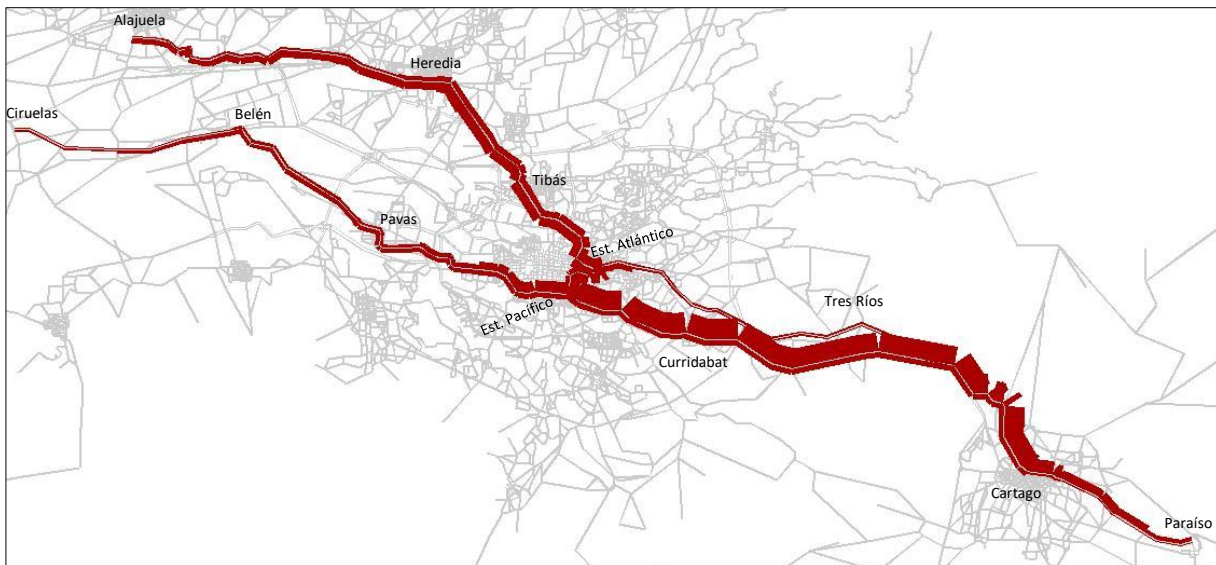 Alajuela
Heredia
Ciruelas
Belén
Tibás
Pavas
Est. Atlántico
Est. Pacífico
Tres Ríos
Curridabat
Cartago
Paraíso